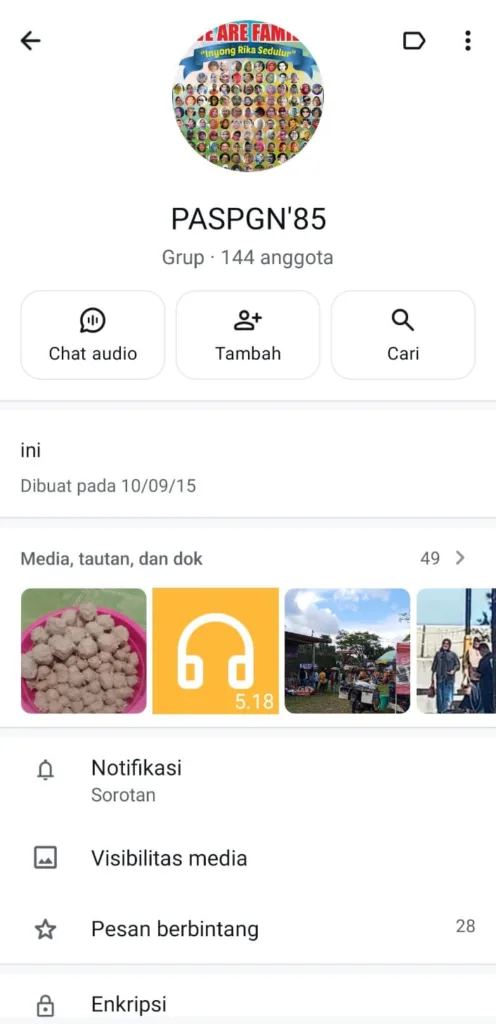 E ARE FAMI
"Inyong Rika Sedulur"
PASPGN'85
Grup · 144 anggota
Chat audio
Tambah
Cari
ini
Dibuat pada 10/09/15
Media, tautan, dan dok
49
5.18
Notifikasi
Sorotan
Visibilitas media
Pesan berbintang
28
Enkripsi